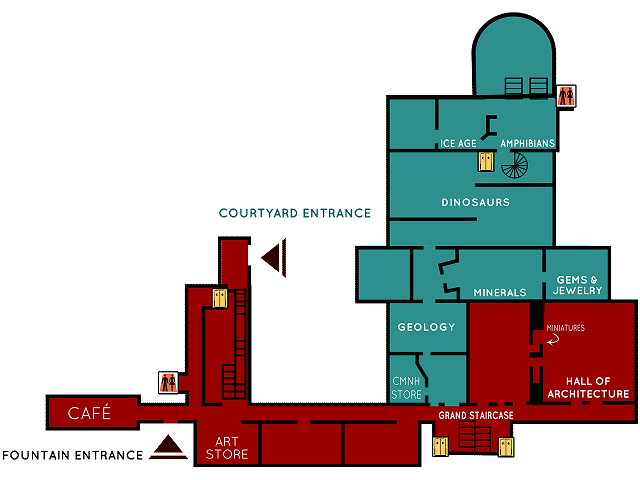 ICE AGE
AMPHIBIANS
DINOSAURS
COURTYARD ENTRANCE
GEMS &
JEWELRY
MINERALS
GEOLOGY
MINIATURES
CMNH
STORE
HALL OF
ARCHITECTURE
CAFÉ
GRAND STAIRCASE
ART
STORE
FOUNTAIN ENTRANCE